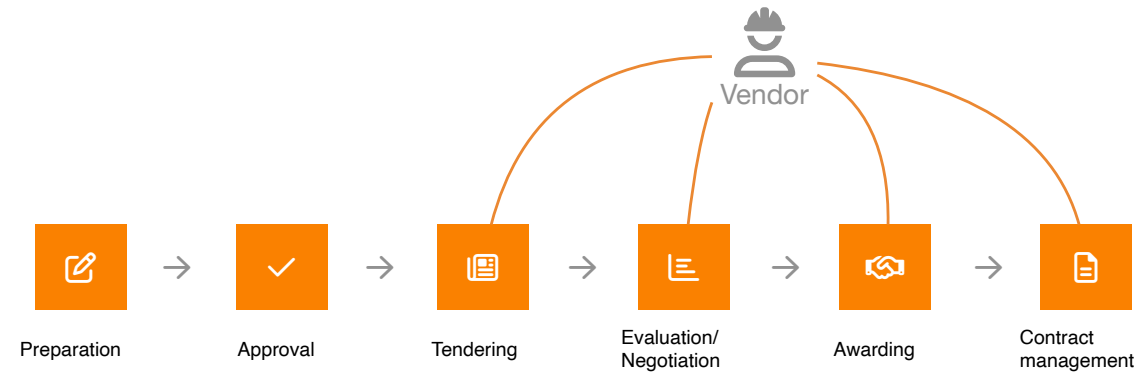 Vendor
Preparation
Approval
Tendering
Evaluation/
Negotiation
Awarding
Contract
management